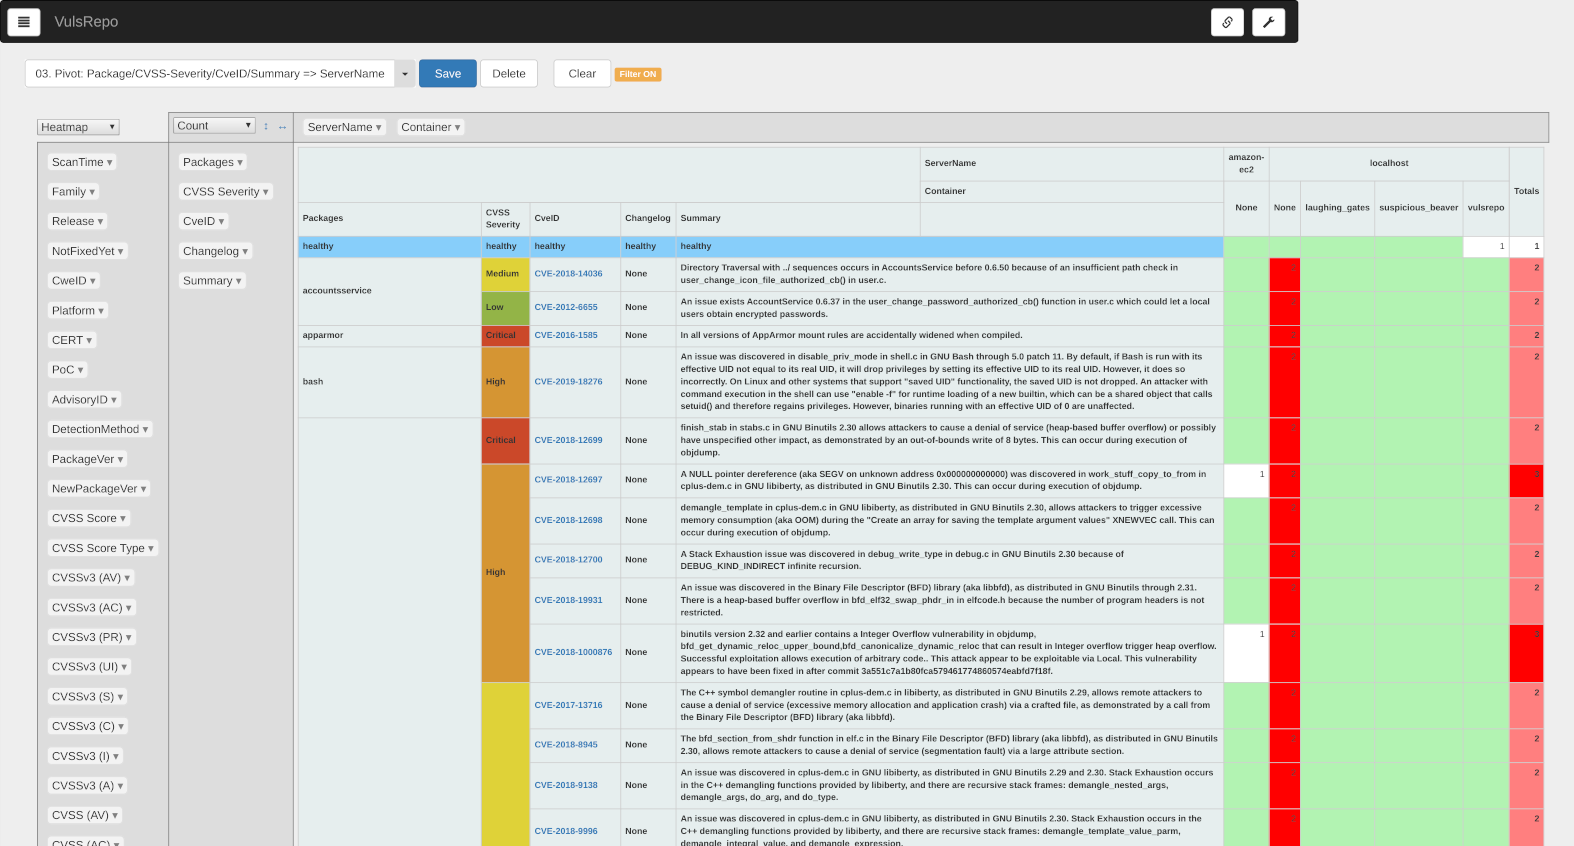 VulsRepo
03. Pivot: Package/CVSS-Severity/CveID/Summary => ServerName
Save
Delete
Clear
Filter ON
Heatmap
Count
ServerName
Container
ScanTime
Family
Release
NotFixedYet
CweID
Platform
CERT
PoC
AdvisoryID
DetectionMethod
PackageVer
NewPackageVer
CVSS Score
CVSS Score Type
CVSSv3 (AV)
CVSSv3 (AC)
CVSSv3 (PR)
CVSSv3 (UI)
CVSSv3 (S)
CVSSv3 (C)
CVSSv3 (I)
CVSSv3 (A)
CVSS (AV)
CVSS (AC)
Packages
CVSS Severity
CveID
Changelog
Summary
ServerName
amazon-
ec2
localhost
Totals
Container
None
None
laughing_gates
suspicious_beaver
vulsrepo
Packages
CVSS
Severity
CveID
Changelog
Summary
healthy
healthy
healthy
healthy
healthy
1
1
accountsservice
Medium
CVE-2018-14036
None
Directory Traversal with ../ sequences occurs in AccountsService before 0.6.50 because of an insufficient path check in
user_change_icon_file_authorized_cb() in user.c.
2
Low
CVE-2012-6655
None
An issue exists AccountService 0.6.37 in the user_change_password_authorized_cb() function in user.c which could let a local
users obtain encrypted passwords.
2
apparmor
Critical
CVE-2016-1585
None
In all versions of AppArmor mount rules are accidentally widened when compiled.
2
bash
High
CVE-2019-18276
None
An issue was discovered in disable_priv_mode in shell.c in GNU Bash through 5.0 patch 11. By default, if Bash is run with its
effective UID not equal to its real UID, it will drop privileges by setting its effective UID to its real UID. However, it does so
incorrectly. On Linux and other systems that support "saved UID" functionality, the saved UID is not dropped. An attacker with
command execution in the shell can use "enable -f" for runtime loading of a new builtin, which can be a shared object that calls
setuid() and therefore regains privileges. However, binaries running with an effective UID of 0 are unaffected.
2
Critical
CVE-2018-12699
None
finish_stab in stabs.c in GNU Binutils 2.30 allows attackers to cause a denial of service (heap-based buffer overflow) or possibly
have unspecified other impact, as demonstrated by an out-of-bounds write of 8 bytes. This can occur during execution of
objdump.
2
High
CVE-2018-12697
None
A NULL pointer dereference (aka SEGV on unknown address 0x000000000000) was discovered in work_stuff_copy_to_from in
cplus-dem.c in GNU libiberty, as distributed in GNU Binutils 2.30. This can occur during execution of objdump.
1
CVE-2018-12698
None
demangle_template in cplus-dem.c in GNU libiberty, as distributed in GNU Binutils 2.30, allows attackers to trigger excessive
memory consumption (aka OOM) during the "Create an array for saving the template argument values" XNEWVEC call. This can
occur during execution of objdump.
2
CVE-2018-12700
None
A Stack Exhaustion issue was discovered in debug_write_type in debug.c in GNU Binutils 2.30 because of
DEBUG_KIND_INDIRECT infinite recursion.
2
CVE-2018-19931
None
An issue was discovered in the Binary File Descriptor (BFD) library (aka libbfd), as distributed in GNU Binutils through 2.31.
There is a heap-based buffer overflow in bfd_elf32_swap_phdr_in in elfcode.h because the number of program headers is not
restricted.
2
CVE-2018-1000876
None
binutils version 2.32 and earlier contains a Integer Overflow vulnerability in objdump,
bfd_get_dynamic_reloc_upper_bound,bfd_canonicalize_dynamic_reloc that can result in Integer overflow trigger heap overflow.
Successful exploitation allows execution of arbitrary code.. This attack appear to be exploitable via Local. This vulnerability
appears to have been fixed in after commit 3a551c7a1b80fca579461774860574eabfd7f18f.
1
CVE-2017-13716
None
The C++ symbol demangler routine in cplus-dem.c in libiberty, as distributed in GNU Binutils 2.29, allows remote attackers to
cause a denial of service (excessive memory allocation and application crash) via a crafted file, as demonstrated by a call from
the Binary File Descriptor (BFD) library (aka libbfd).
2
CVE-2018-8945
None
The bfd_section_from_shdr function in elf.c in the Binary File Descriptor (BFD) library (aka libbfd), as distributed in GNU Binutils
2.30, allows remote attackers to cause a denial of service (segmentation fault) via a large attribute section.
2
CVE-2018-9138
None
An issue was discovered in cplus-dem.c in GNU libiberty, as distributed in GNU Binutils 2.29 and 2.30. Stack Exhaustion occurs
in the C++ demangling functions provided by libiberty, and there are recursive stack frames: demangle_nested_args,
demangle_args, do_arg, and do_type.
2
CVE-2018-9996
None
An issue was discovered in cplus-dem.c in GNU libiberty, as distributed in GNU Binutils 2.30. Stack Exhaustion occurs in the
C++ demangling functions provided by libiberty, and there are recursive stack frames: demangle_template_value_parm,
demangle_integral_value, and demangle_expression.
2